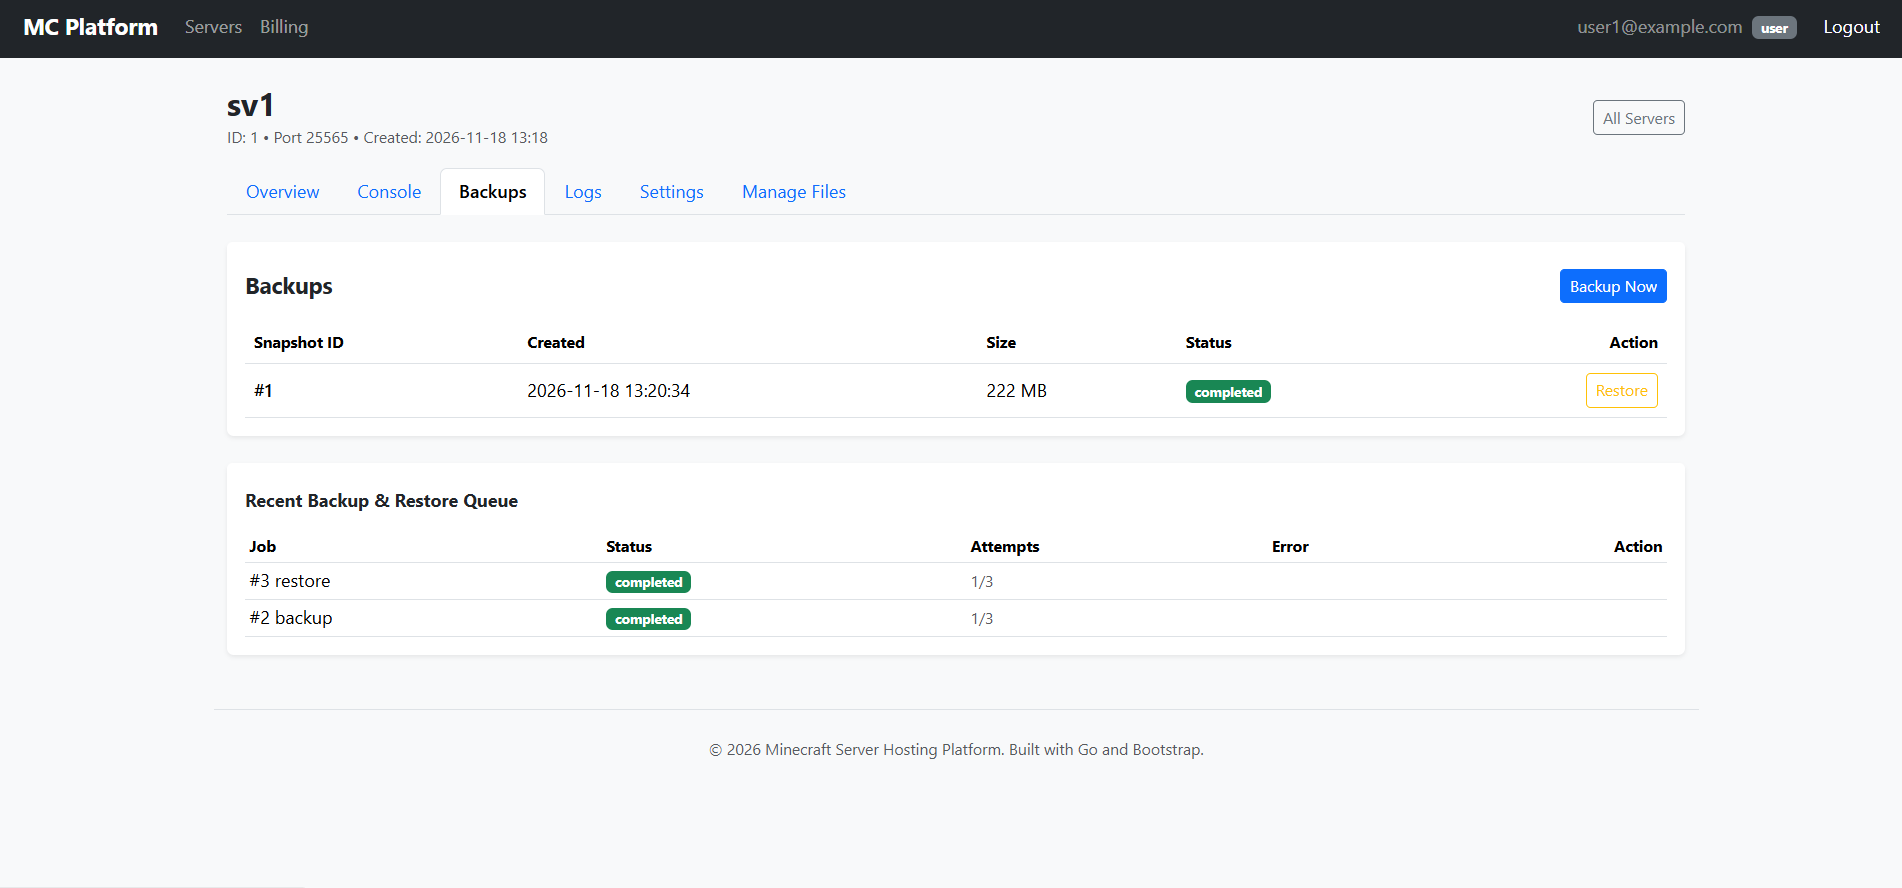 MC Platform Servers Billing user1@example.com user Logout
sv1
ID: 1 • Port 25565 • Created: 2026-11-18 13:18
All Servers
Overview Console Backups Logs Settings Manage Files
Backups
Backup Now
Snapshot ID Created Size Status Action
#1 2026-11-18 13:20:34 222 MB completed Restore
Recent Backup & Restore Queue
Job Status Attempts Error Action
#3 restore completed 1/3
#2 backup completed 1/3
© 2026 Minecraft Server Hosting Platform. Built with Go and Bootstrap.